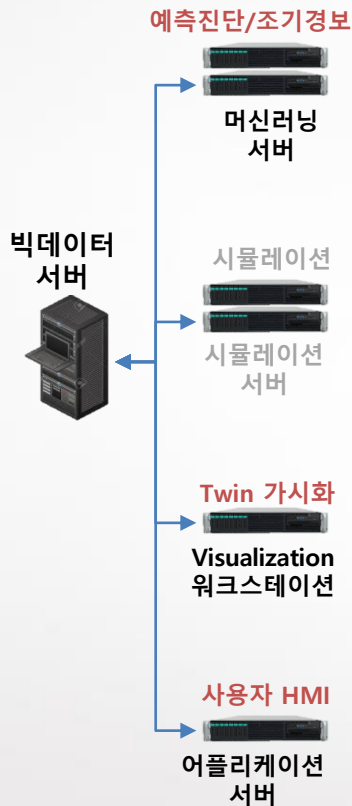 예측진단/조기경보
머신러닝
서버
빅데이터
서버
시뮬레이션
시뮬레이션
서버
Twin 가시화
Visualization
워크스테이션
사용자 HMI
어플리케이션
서버